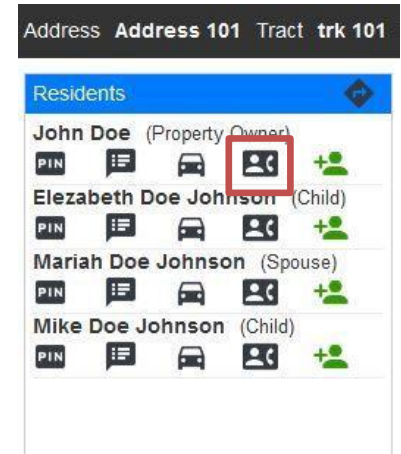 Address Address 101 Tract trk 101
Residents
John Doe (Property Owner)
PIN
Elezabeth Doe Johnson (Child)
PIN
Mariah Doe Johnson (Spouse)
PIN
Mike Doe Johnson (Child)
PIN